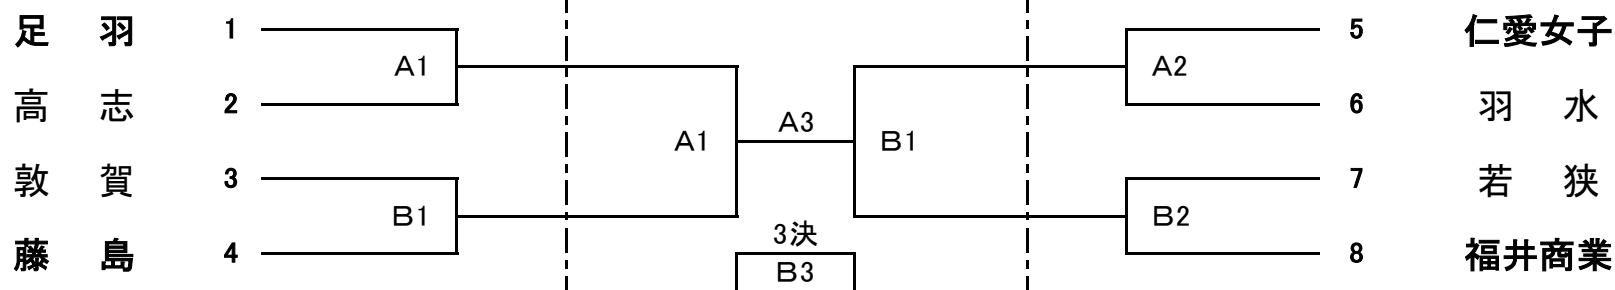 足 羽 1 5 仁愛女子
A1 A2
高 志 2 6 羽 水
A3
A1 B1
敦 賀 3 7 若 狭
B1 B2
3決
藤 島 4 8 福井商業
B3